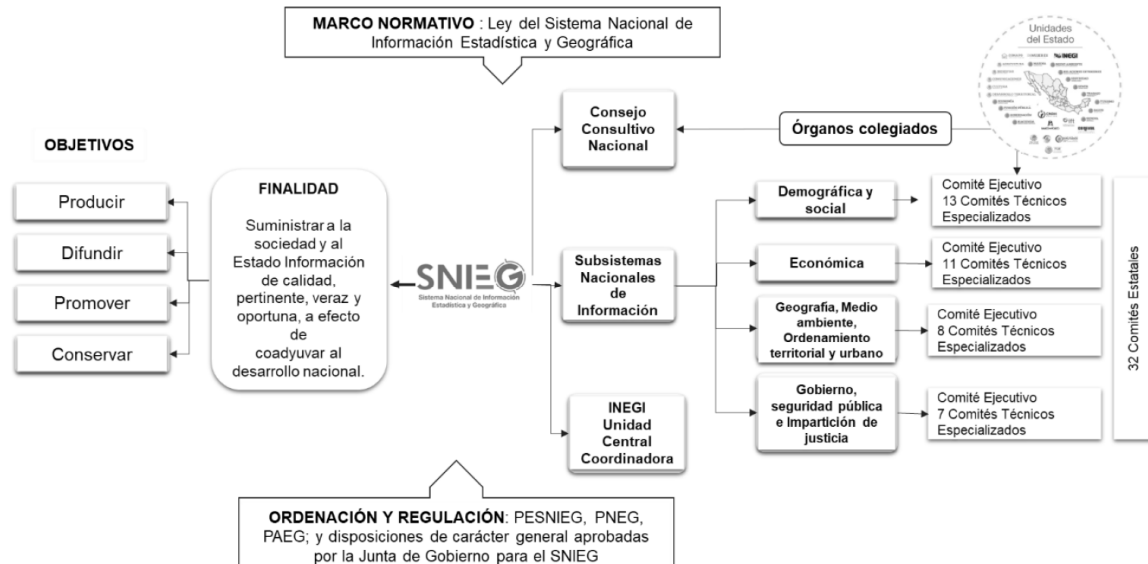 MARCO NORMATIVO : Ley del Sistema Nacional de
Información Estadística y Geográfica
Unidades
del Estado
INEGI
Consejo
Consultivo
Nacional
Órganos colegiados
OBJETIVOS
Producir
Difundir
Promover
Conservar
FINALIDAD
Suministrar a la
sociedad y al
Estado Información
de calidad,
pertinente, veraz y
oportuna, a efecto
de
coadyuvar al
desarrollo nacional.
SNIEG
Sistema Nacional de Información
Estadística y Geográfica
Subsistemas
Nacionales
de
Información
INEGI
Unidad
Central
Coordinadora
Demográfica y
social
Comité Ejecutivo
13 Comités Técnicos
Especializados
Económica
Comité Ejecutivo
11 Comités Técnicos
Especializados
Geografía, Medio
ambiente,
Ordenamiento
territorial y urbano
Comité Ejecutivo
8 Comités Técnicos
Especializados
Gobierno,
seguridad pública
e Impartición de
justicia
Comité Ejecutivo
7 Comités Técnicos
Especializados
32 Comités Estatales
ORDENACIÓN Y REGULACIÓN: PESNIEG, PNEG,
PAEG; y disposiciones de carácter general aprobadas
por la Junta de Gobierno para el SNIEG